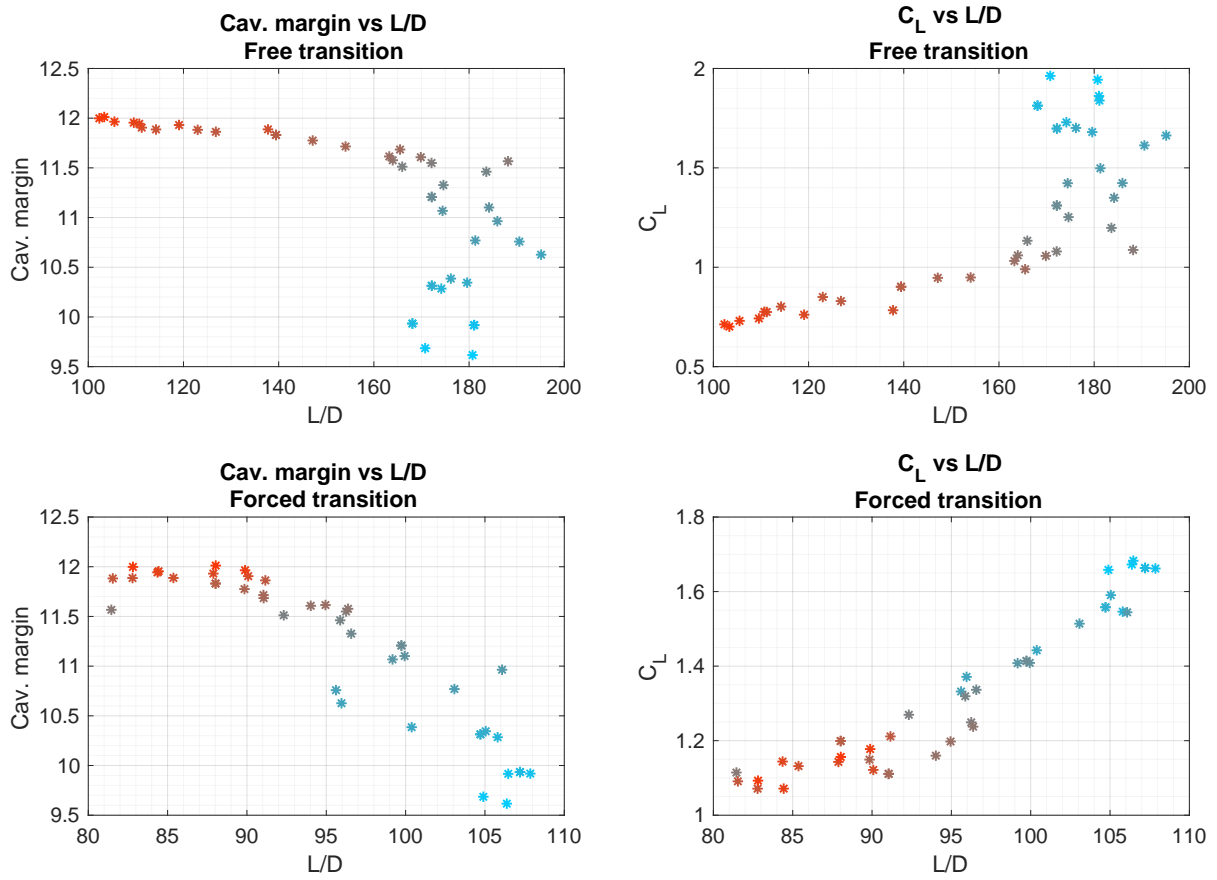 Cav. margin vs L/D
Free transition
12.5
12
11.5
11
10.5
10
9.5
Cav. margin
100 120 140 160 180 200
L/D
C_L vs L/D
Free transition
2
1.5
1
0.5
C_L
100 120 140 160 180 200
L/D
Cav. margin vs L/D
Forced transition
12.5
12
11.5
11
10.5
10
9.5
Cav. margin
80 85 90 95 100 105 110
L/D
C_L vs L/D
Forced transition
1.8
1.6
1.4
1.2
1
C_L
80 85 90 95 100 105 110
L/D